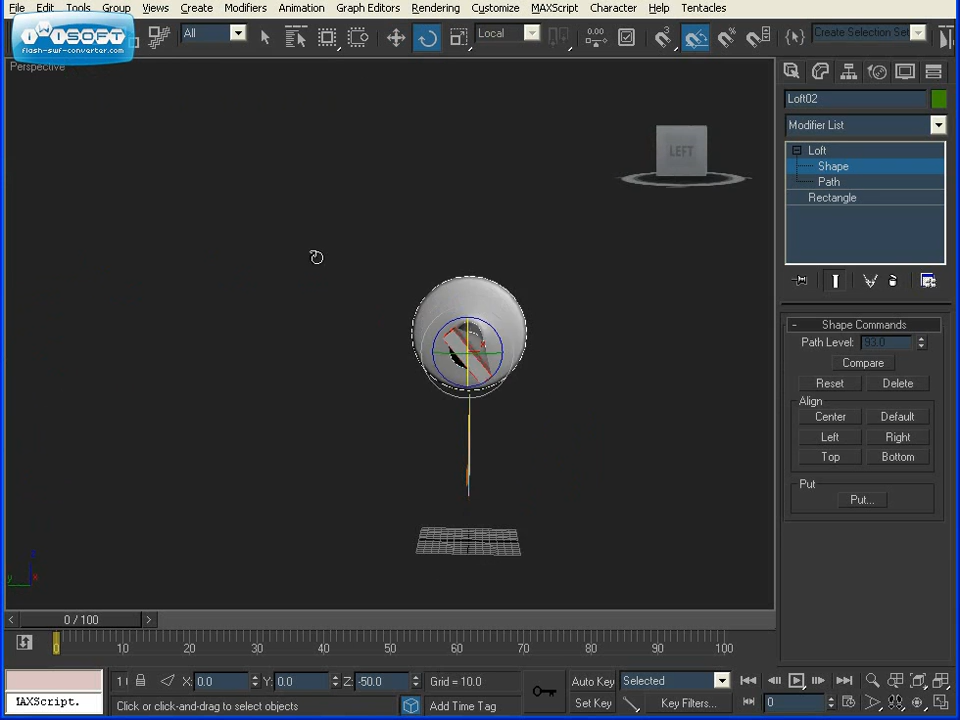 File Edit Tools Group Views Create Modifiers Animation Graph Editors Rendering Customize MAXScript Character Help Tentacles
iWiSOFT
flash-swf-converter.com
All
Local
Create Selection Set
Perspective
LEFT
Loft02
Modifier List
Loft
Shape
Path
Rectangle
- Shape Commands
Path Level: 93.0
Compare
Reset Delete
Align
Center Default
Left Right
Top Bottom
Put
Put...
z
y x
< 0 / 100 >
0 10 20 30 40 50 60 70 80 90 100
X: 0.0 Y: 0.0 Z: -50.0 Grid = 10.0 Auto Key Selected
MAXScript. Click or click-and-drag to select objects Add Time Tag Set Key Key Filters... 0